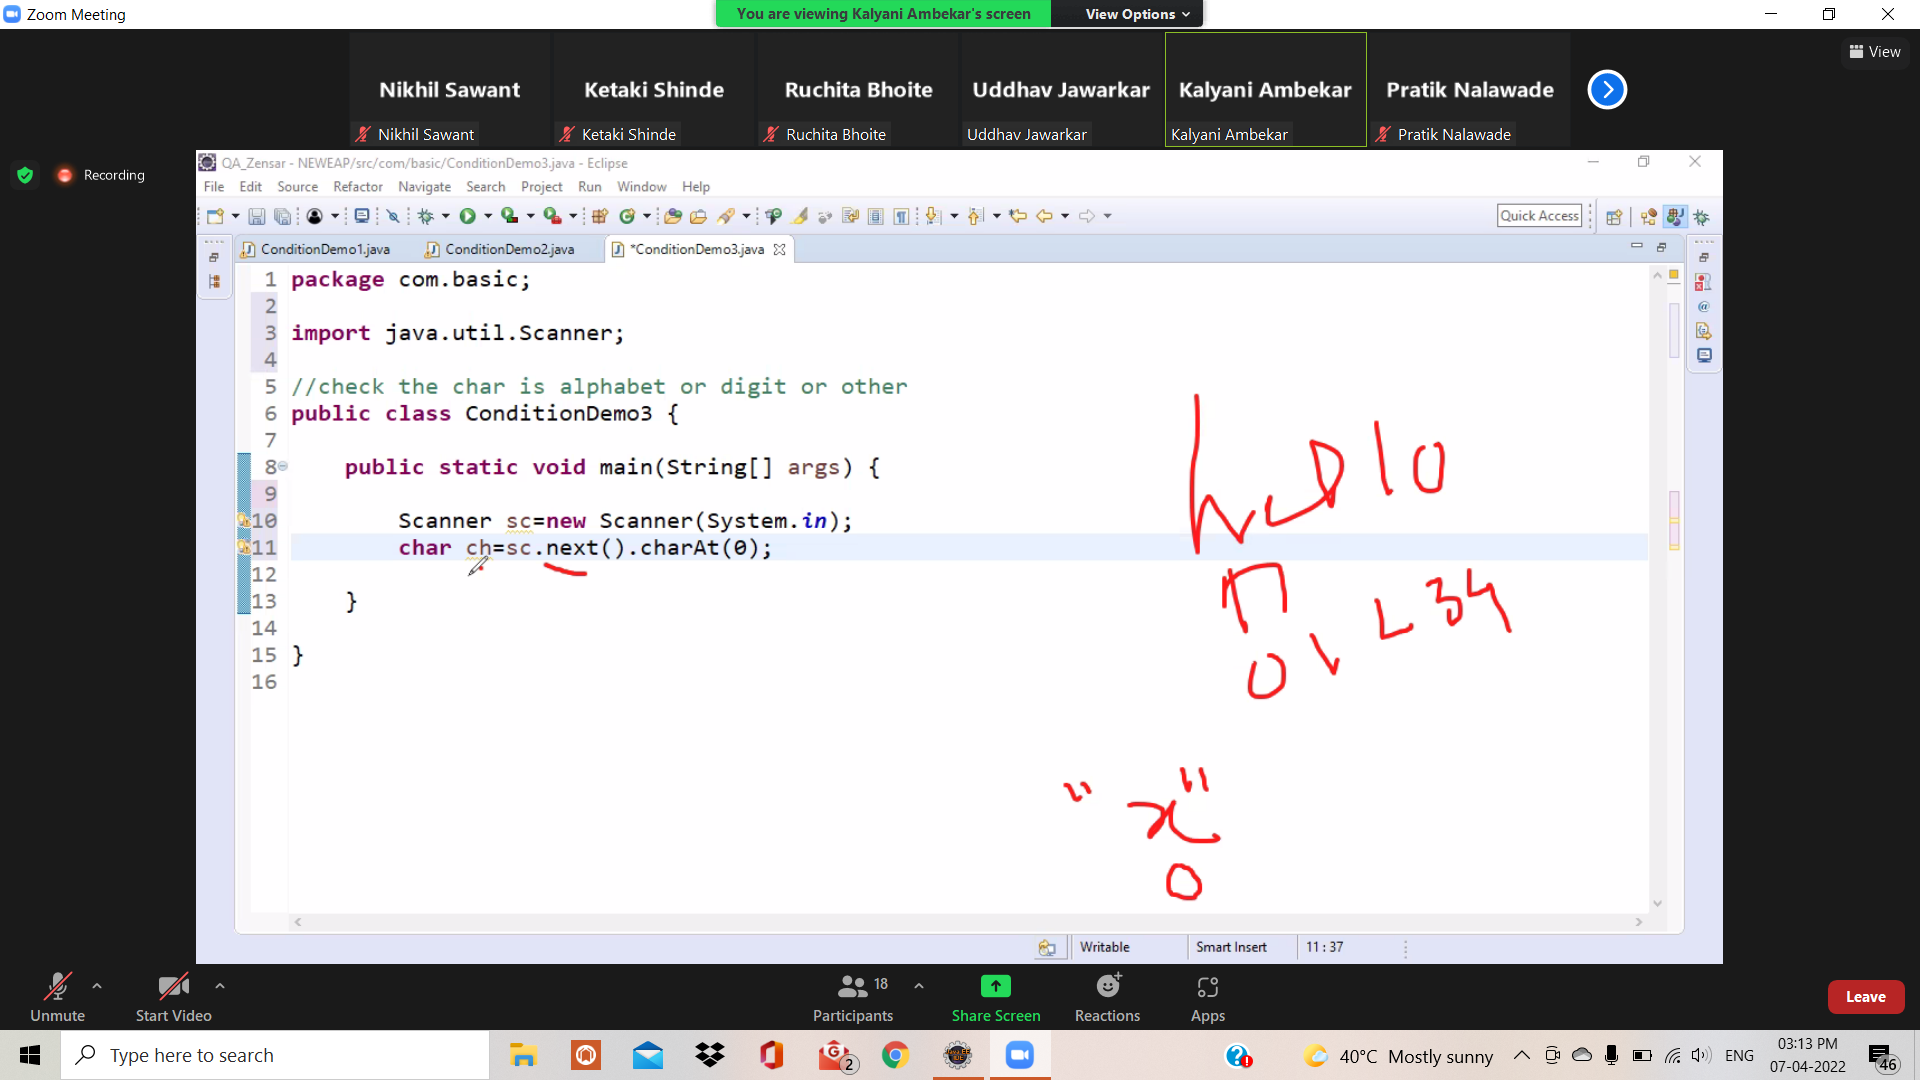 Zoom Meeting
You are viewing Kalyani Ambekar's screen View Options
View
Nikhil Sawant Ketaki Shinde Ruchita Bhoite Uddhav Jawarkar Kalyani Ambekar Pratik Nalawade
Nikhil Sawant Ketaki Shinde Ruchita Bhoite Uddhav Jawarkar Kalyani Ambekar Pratik Nalawade
Recording
QA_Zensar - NEWEAP/src/com/basic/ConditionDemo3.java - Eclipse
File Edit Source Refactor Navigate Search Project Run Window Help
Quick Access
ConditionDemo1.java ConditionDemo2.java *ConditionDemo3.java
1 package com.basic;
2
3 import java.util.Scanner;
4
5 //check the char is alphabet or digit or other
6 public class ConditionDemo3 {
7
8 public static void main(String[] args) {
9
10 Scanner sc=new Scanner(System.in);
11 char ch=sc.next().charAt(0);
12
13 }
14
15 }
16
hello
0 1 2 3 4
"x"
0
Writable Smart Insert 11 : 37
Unmute Start Video Participants 18 Share Screen Reactions Apps Leave
Type here to search
2
40°C Mostly sunny ENG 03:13 PM
07-04-2022
46